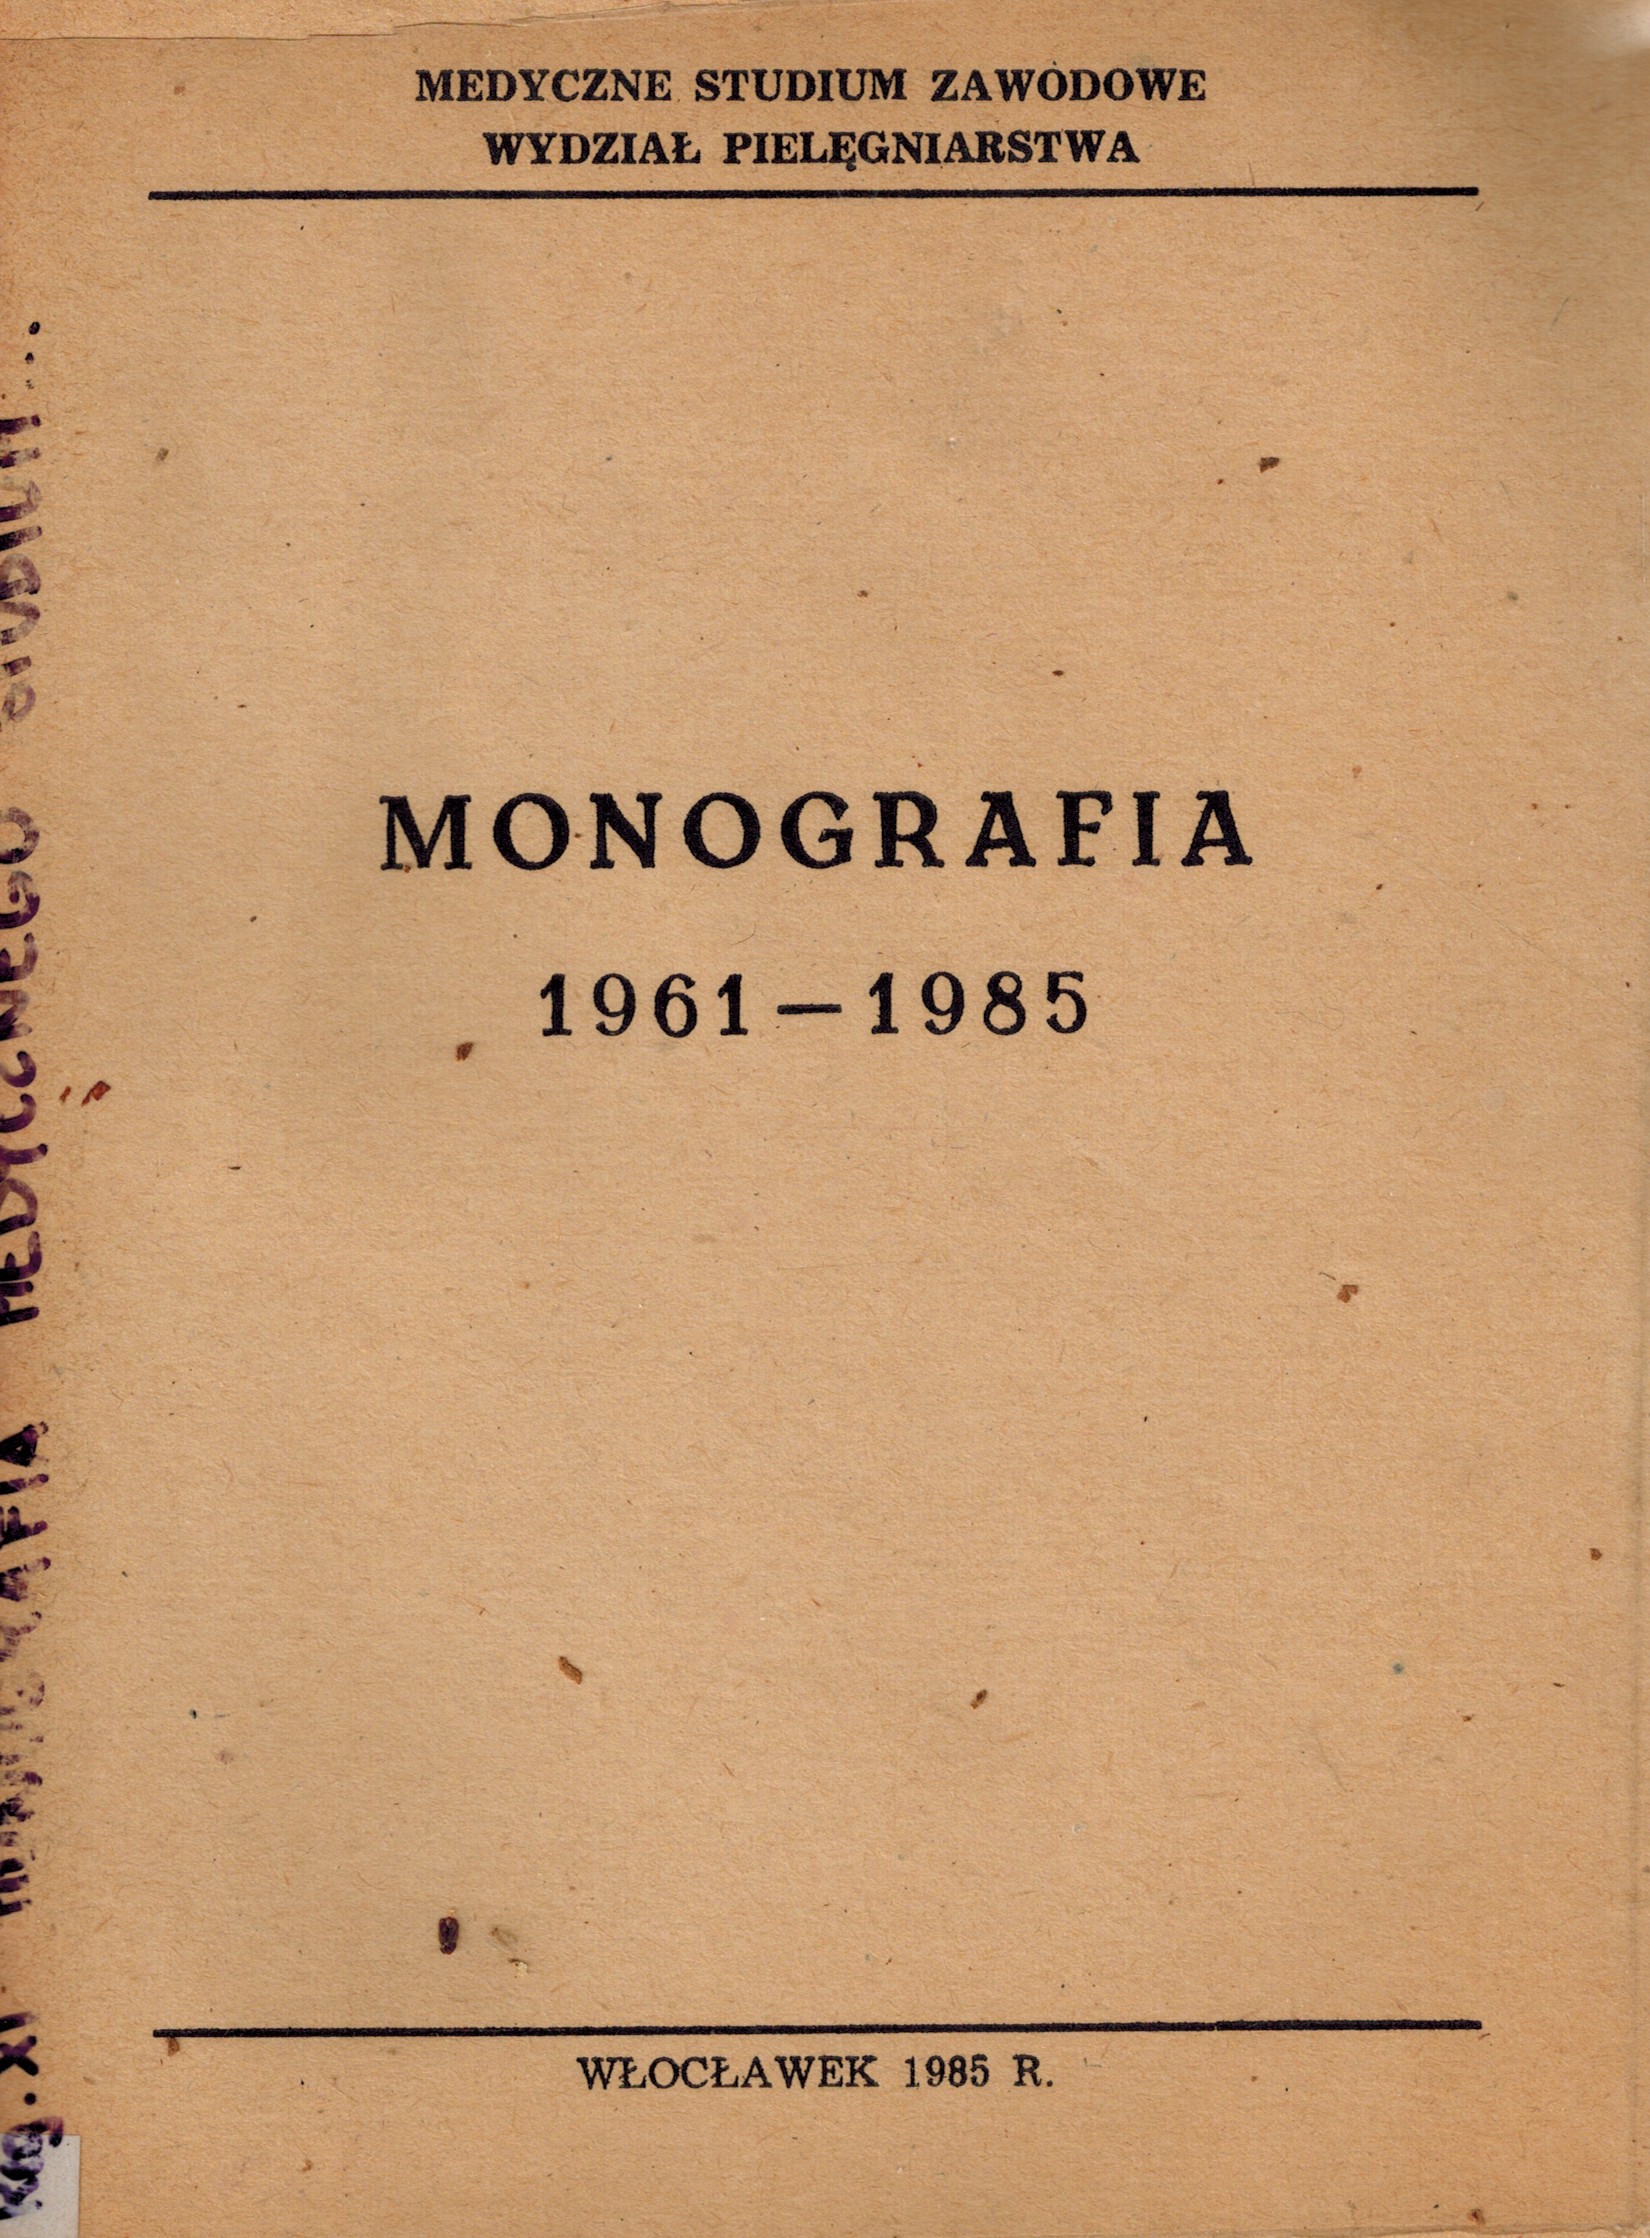 MEDYCZNE STUDIUM ZAWODOWE
WYDZIAŁ PIELĘGNIARSTWA
MONOGRAFIA
1961 — 1985
WŁOCŁAWEK 1985 R.
MONOGRAFIA MEDYCZNEGO STUDIUM...